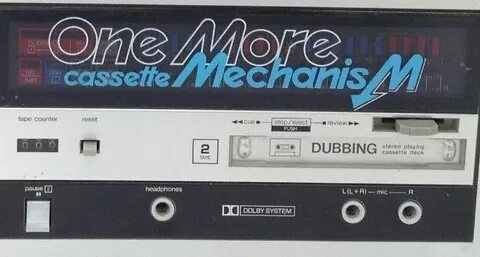 One More
cassette MechanisM
tape counter
reset
◀◀ cue ■ stop/eject ■ review ▶▶
PUSH
2
TAPE
DUBBING stereo playing
cassette deck
pause 2
headphones
DOLBY SYSTEM
L (L+R) — mic — R